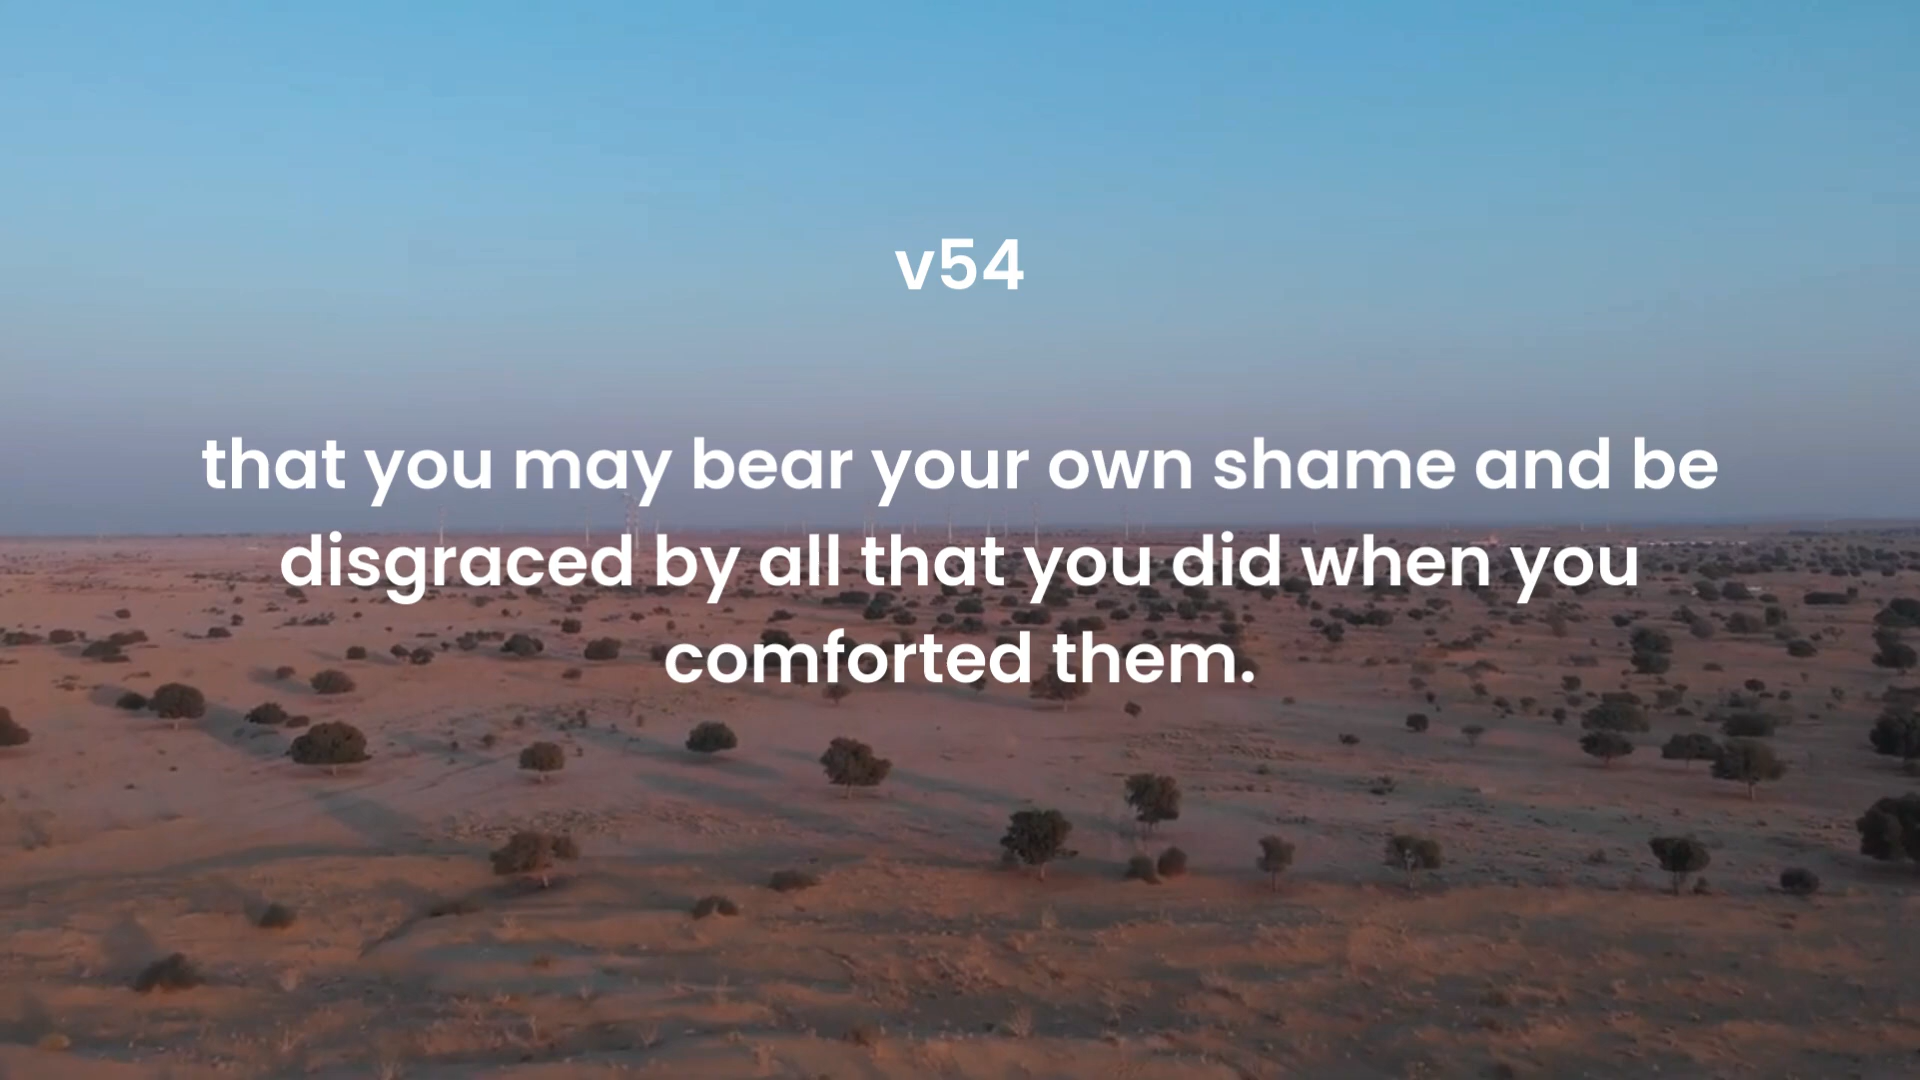 v54
that you may bear your own shame and be
disgraced by all that you did when you
comforted them.